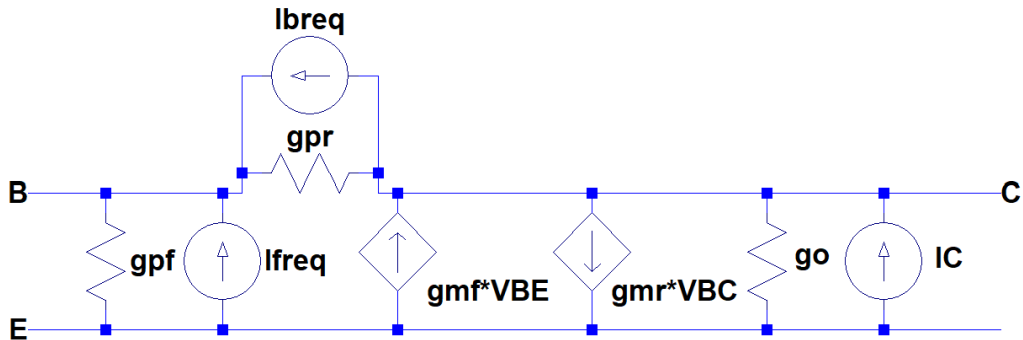 Ibreq
gpr
B
C
gpf
Ifreq
gmf*VBE
gmr*VBC
go
IC
E